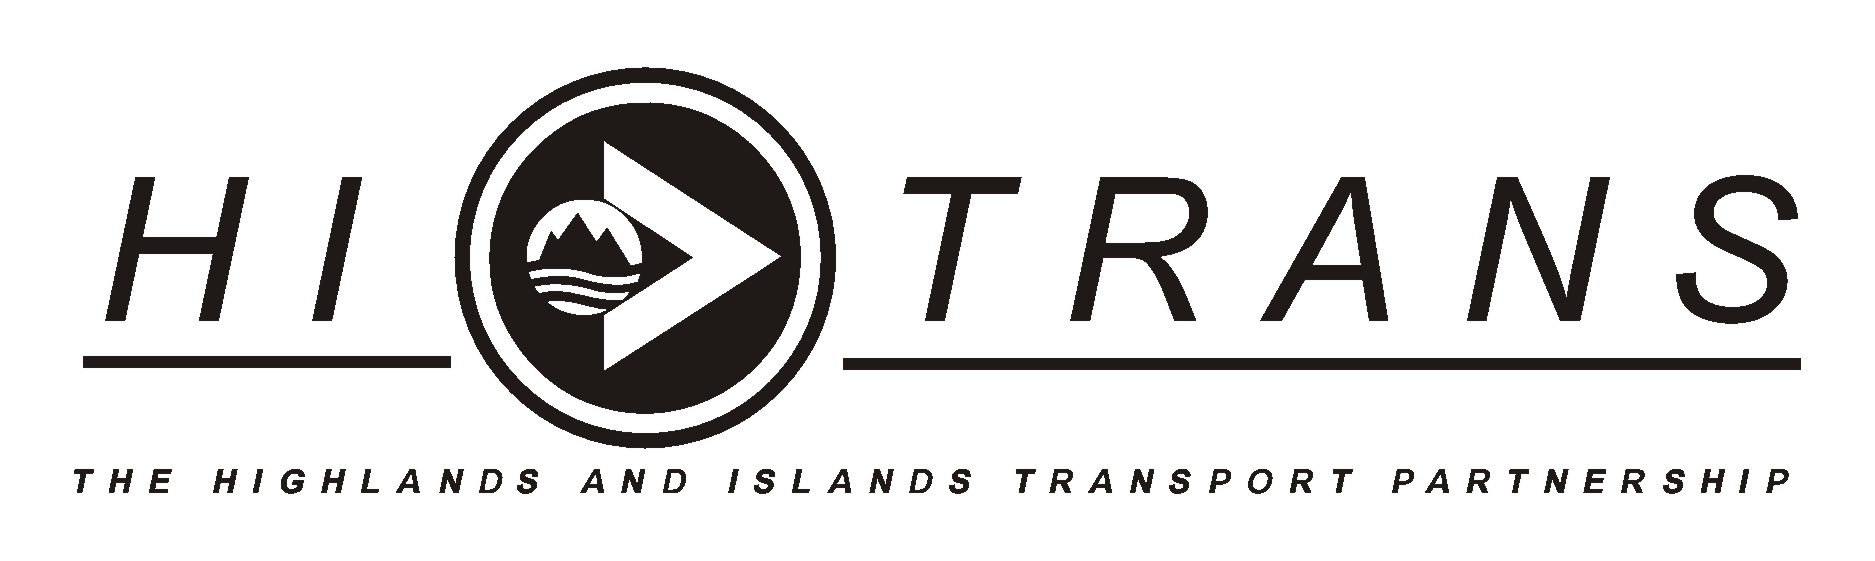 HI TRANS
THE HIGHLANDS AND ISLANDS TRANSPORT PARTNERSHIP